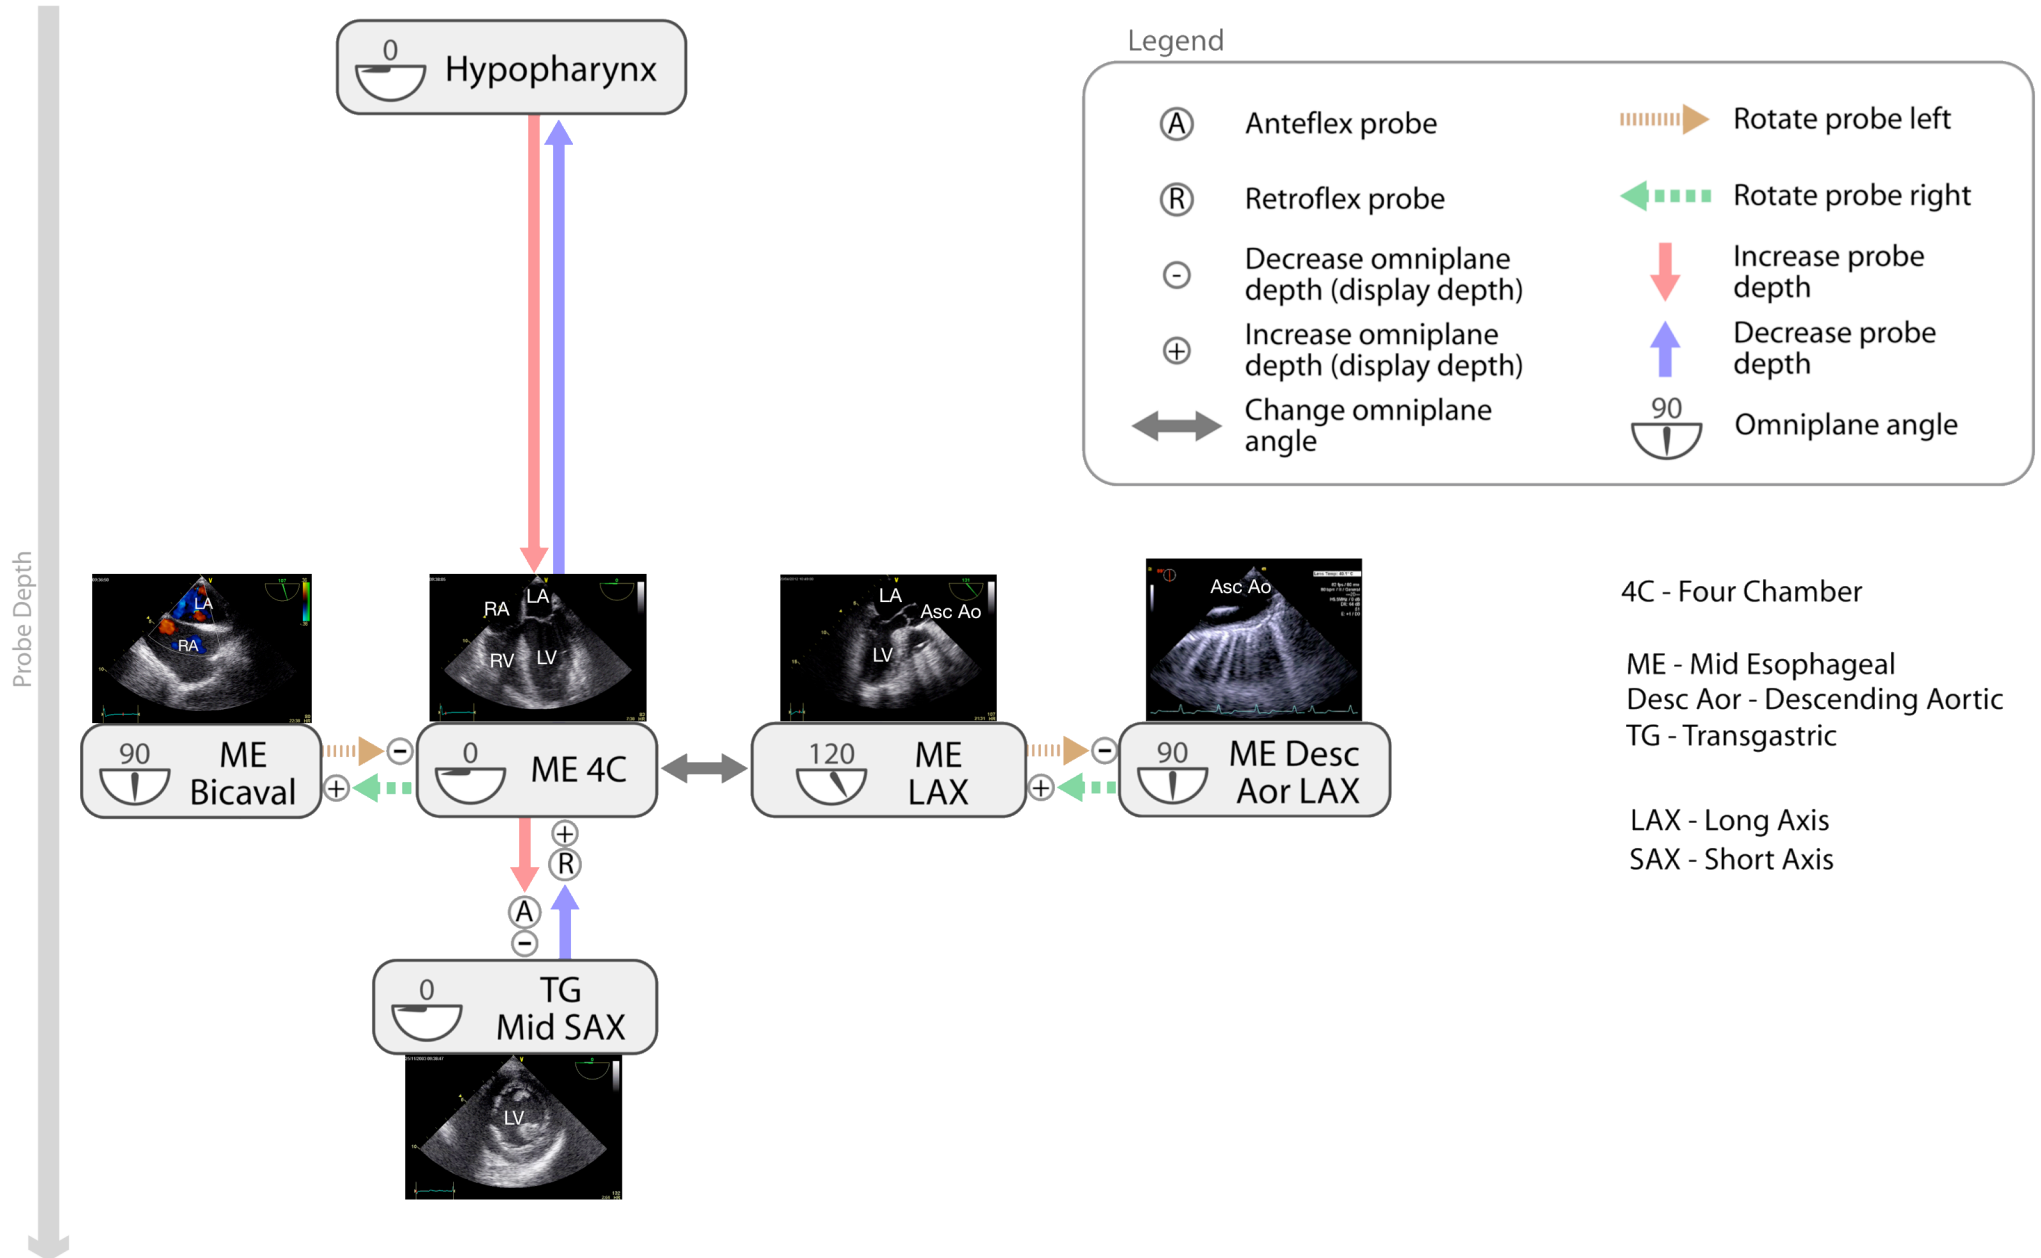 0
Hypopharynx
Legend
A
Anteflex probe
R
Retroflex probe
-
Decrease omniplane
depth (display depth)
+
Increase omniplane
depth (display depth)
Change omniplane
angle
Rotate probe left
Rotate probe right
Increase probe
depth
Decrease probe
depth
90
Omniplane angle
Probe Depth
LA
RA
V
10
RA
LA
RV
LV
V
10
LA
Asc Ao
LV
V
Asc Ao
90
ME
Bicaval
-
+
0
ME 4C
120
ME
LAX
-
+
90
ME Desc
Aor LAX
+
R
A
-
0
TG
Mid SAX
V
LV
10
4C - Four Chamber
ME - Mid Esophageal
Desc Aor - Descending Aortic
TG - Transgastric
LAX - Long Axis
SAX - Short Axis